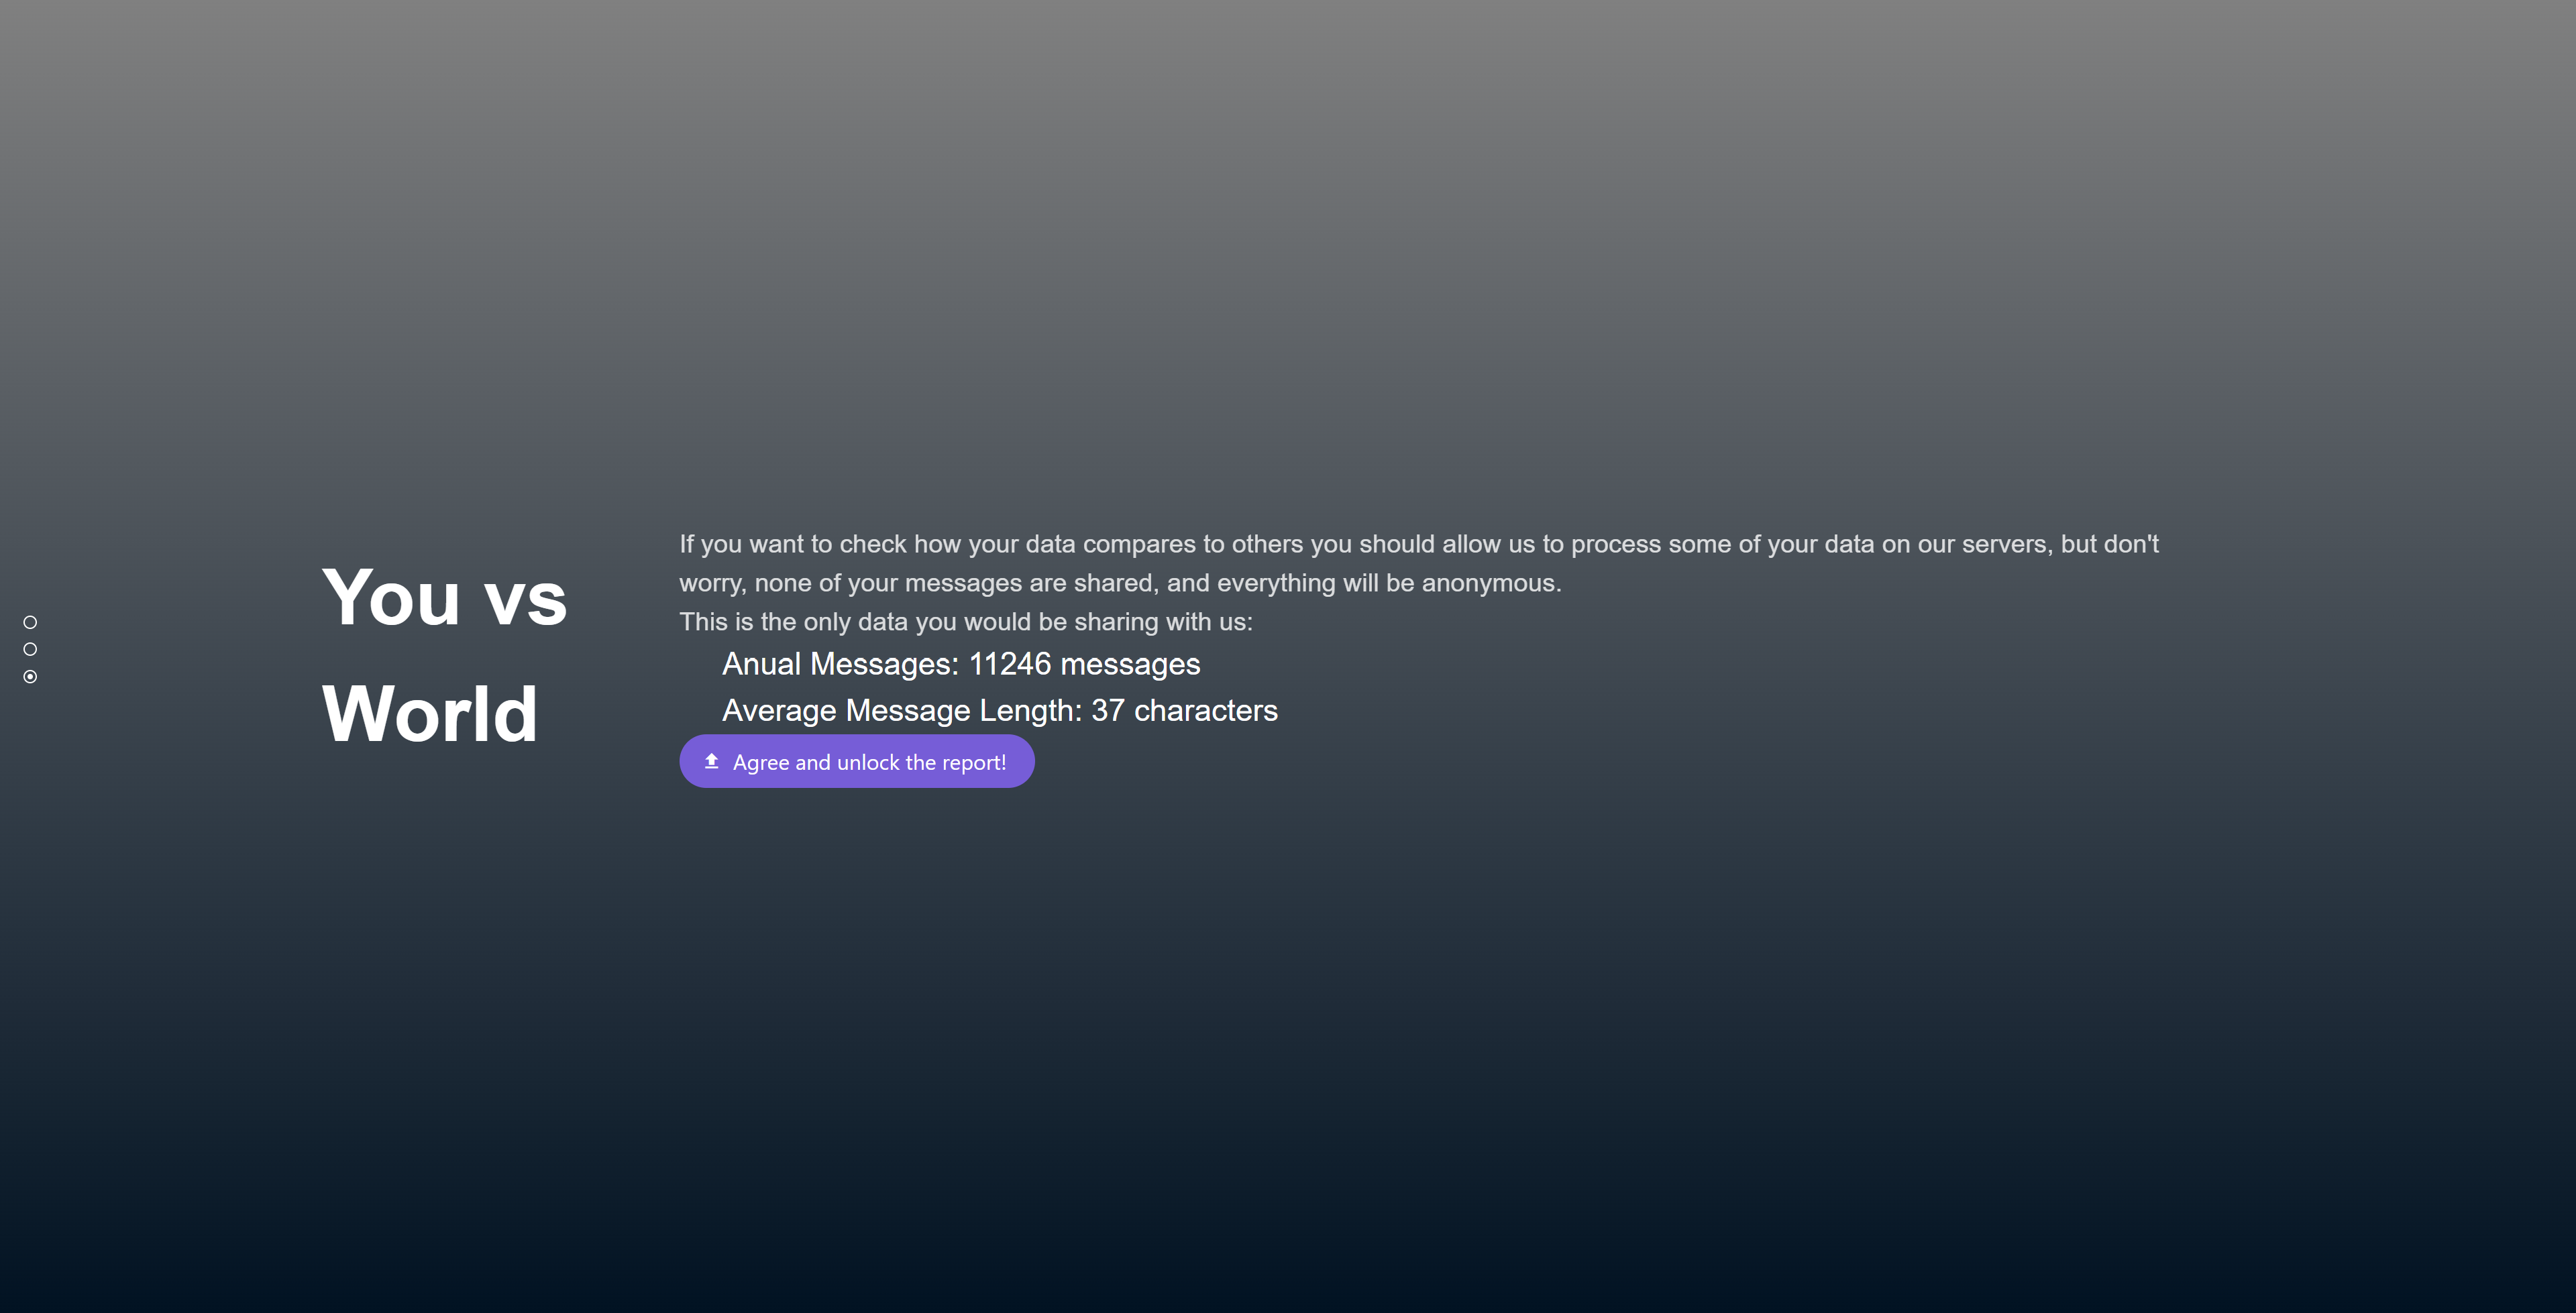 You vs
World
If you want to check how your data compares to others you should allow us to process some of your data on our servers, but don't
worry, none of your messages are shared, and everything will be anonymous.
This is the only data you would be sharing with us:
Anual Messages: 11246 messages
Average Message Length: 37 characters
Agree and unlock the report!